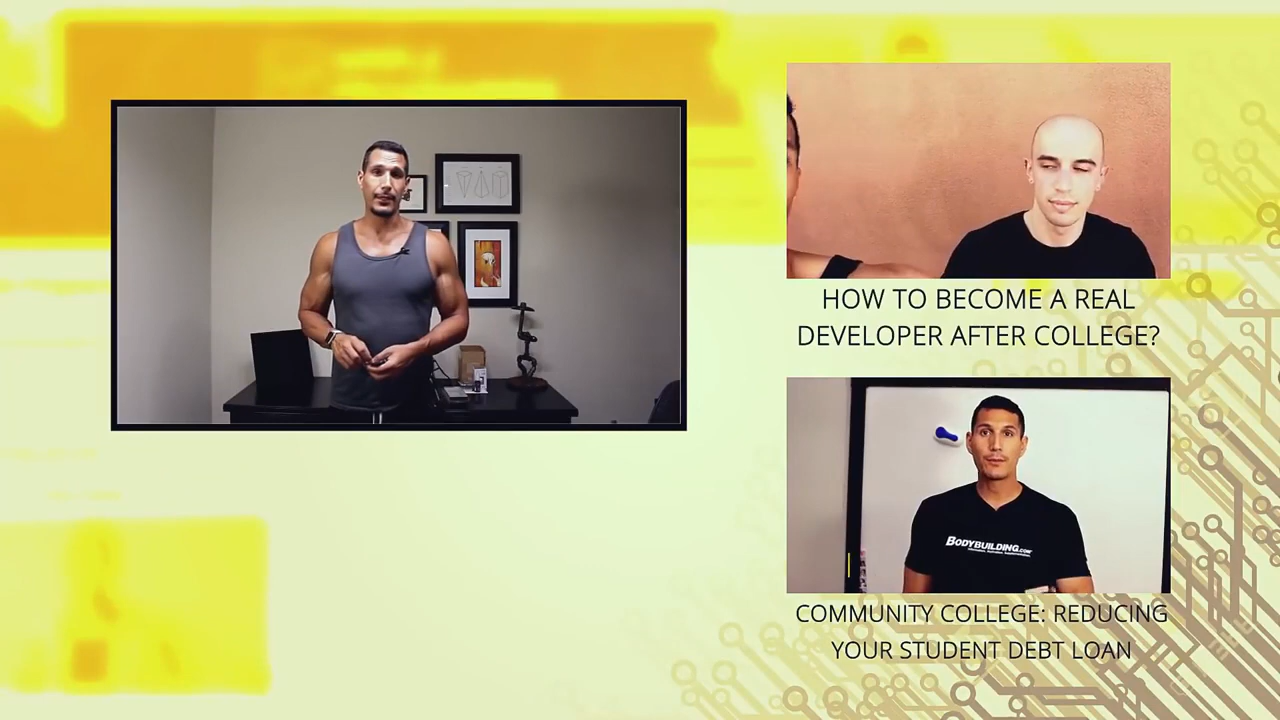 HOW TO BECOME A REAL
DEVELOPER AFTER COLLEGE?
BODYBUILDING.COM
COMMUNITY COLLEGE: REDUCING
YOUR STUDENT DEBT LOAN